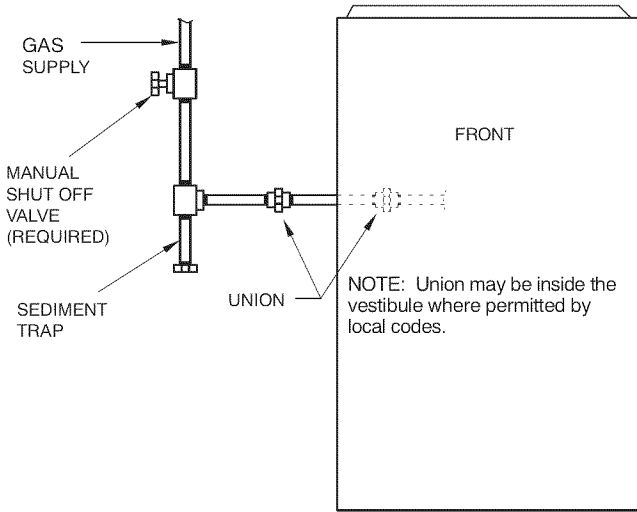 GAS
SUPPLY
FRONT
MANUAL
SHUT OFF
VALVE
(REQUIRED)
UNION
NOTE: Union may be inside the
vestibule where permitted by
local codes.
SEDIMENT
TRAP